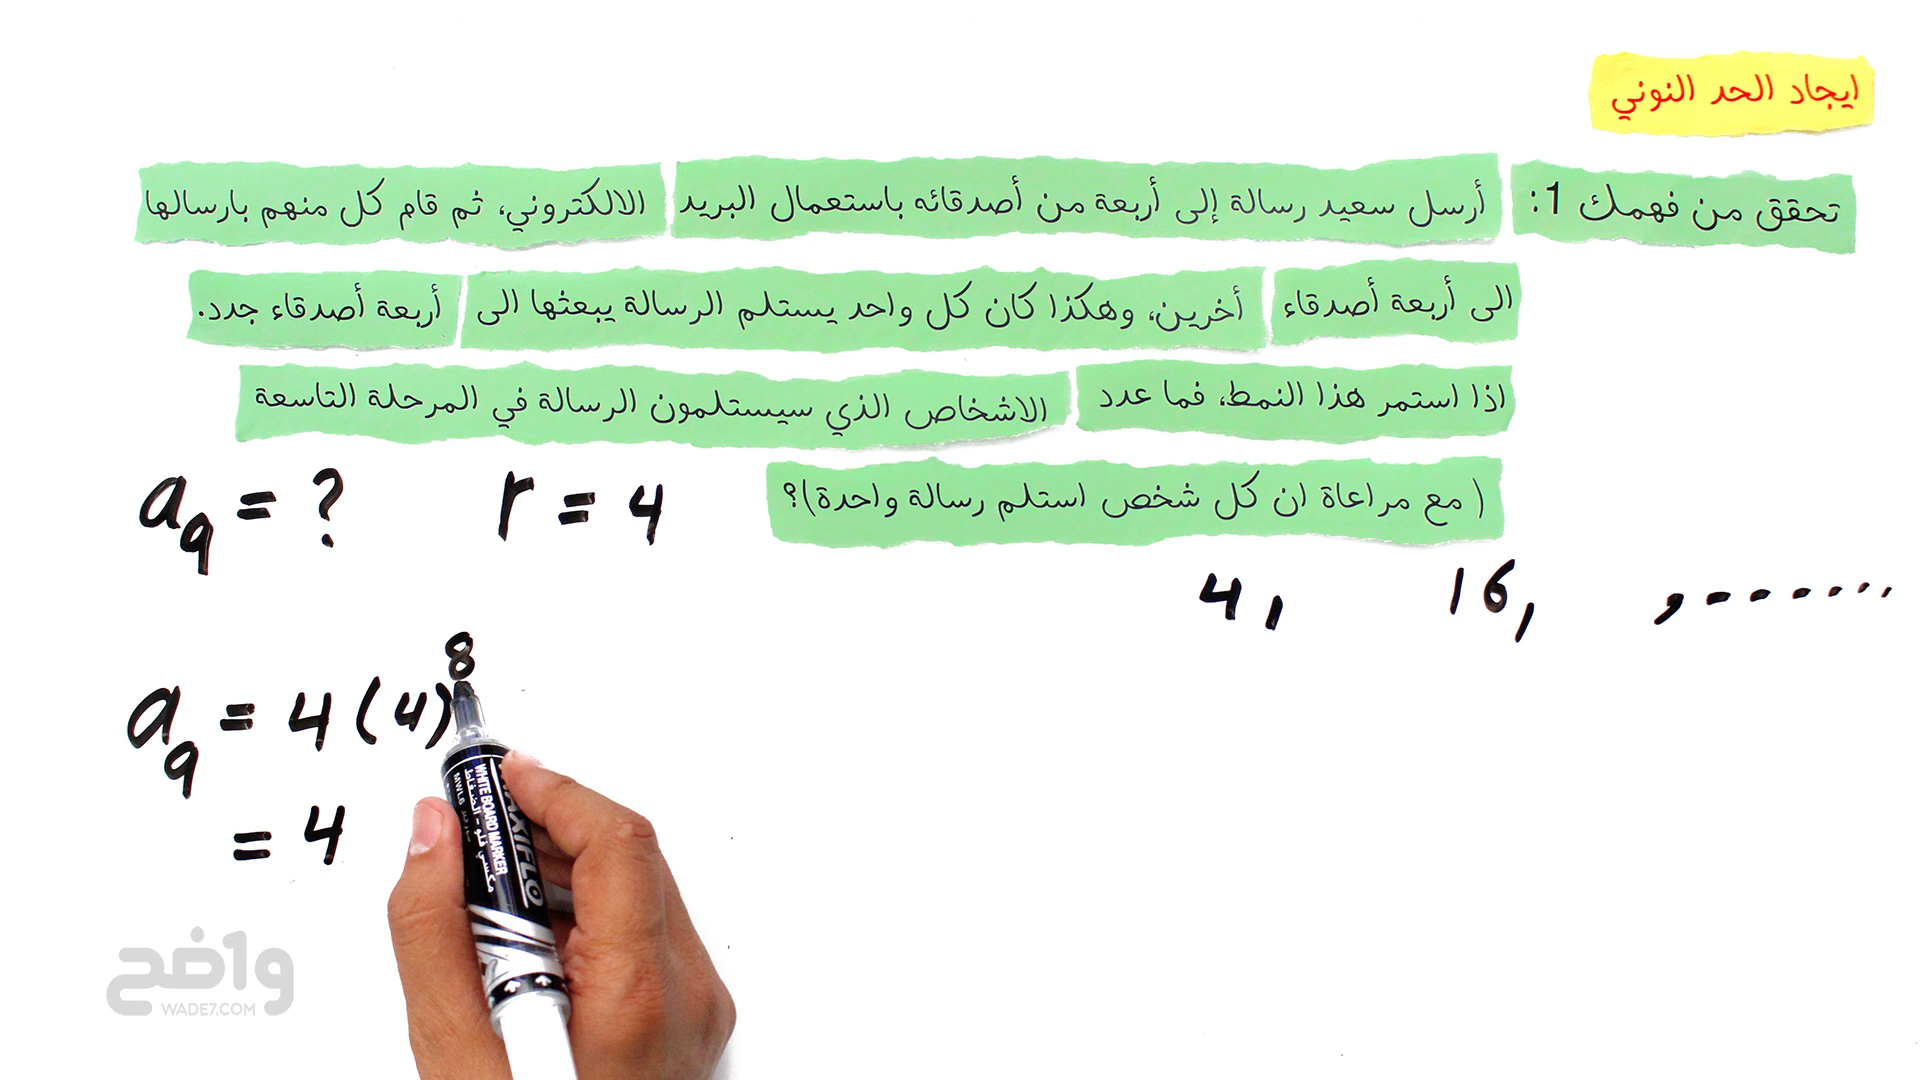 ايجاد الحد النوني
تحقق من فهمك 1: أرسل سعيد رسالة إلى أربعة من أصدقائه باستعمال البريد الالكتروني، ثم قام كل منهم بارسالها
الى أربعة أصدقاء أخرين، وهكذا كان كل واحد يستلم الرسالة يبعثها الى أربعة أصدقاء جدد.
اذا استمر هذا النمط، فما عدد الاشخاص الذي سيستلمون الرسالة في المرحلة التاسعة
( مع مراعاة ان كل شخص استلم رسالة واحدة)؟
a₉ = ? r = 4
4, 16, , .......
a₉ = 4 (4)⁸
= 4
MAXIFLO
WHITE BOARD MARKER
MWL6
واضح
WADE7.COM